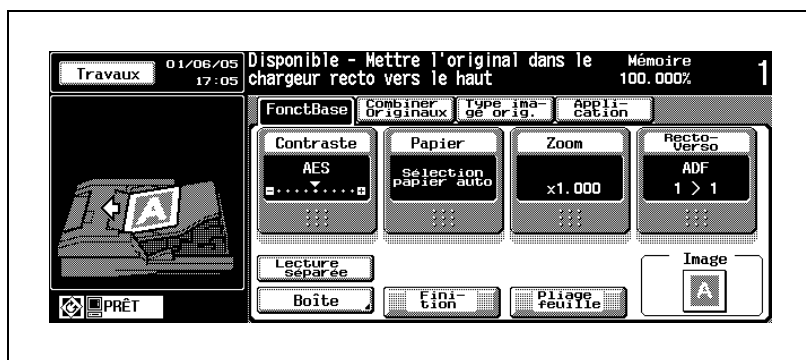 Travaux
01/06/05
17:05
Disponible - Mettre l'original dans le
chargeur recto vers le haut
Mémoire
100.000%
1
FonctBase
Combiner
Originaux
Type ima-
ge orig.
Appli-
cation
Contraste
AES
Papier
Sélection
papier auto
Zoom
×1.000
Recto-
Verso
ADF
1 > 1
Lecture
séparée
Boîte
Fini-
tion
Pliage
feuille
Image
A
A
PRÊT